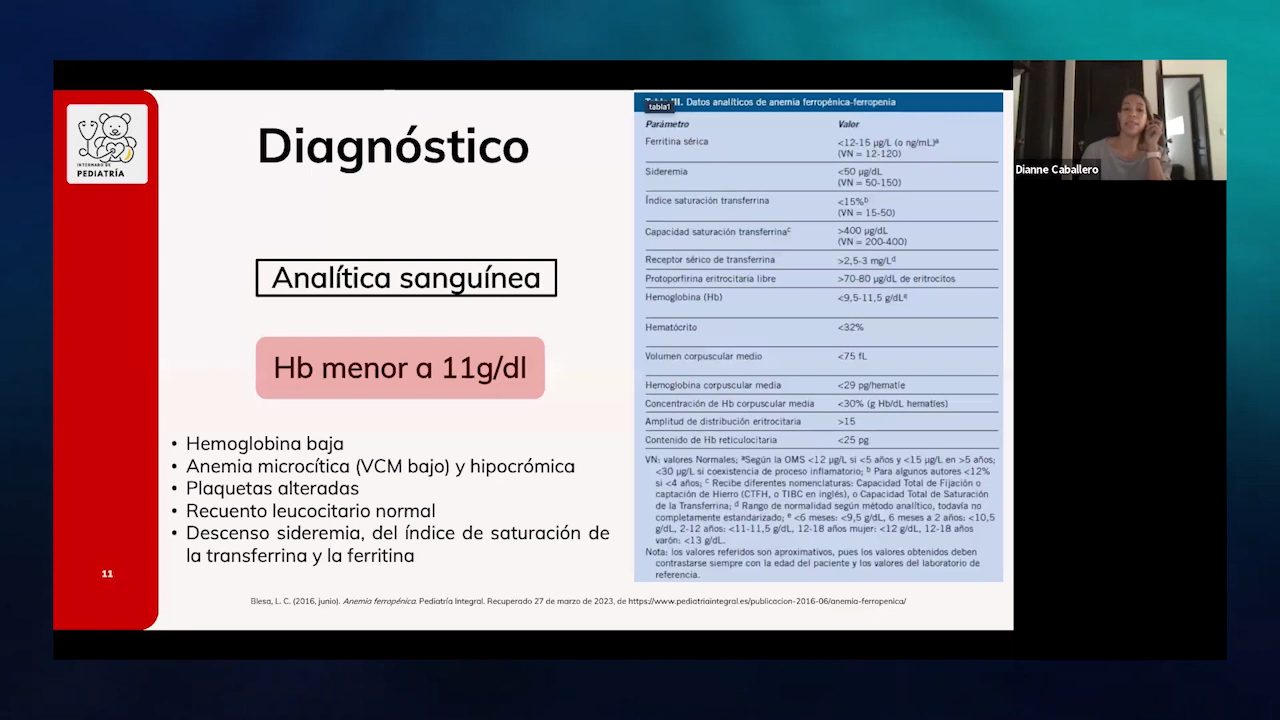 INTERNADO DE
PEDIATRÍA
Diagnóstico
Analítica sanguínea
Hb menor a 11g/dl
• Hemoglobina baja
• Anemia microcítica (VCM bajo) y hipocrómica
• Plaquetas alteradas
• Recuento leucocitario normal
• Descenso sideremia, del índice de saturación de
la transferrina y la ferritina
11
III. Datos analíticos de anemia ferropénica-ferropenia
tabla1
Parámetro Valor
Ferritina sérica <12-15 µg/L (o ng/mL)ª
(VN = 12-120)
Sideremia <50 µg/dL
(VN = 50-150)
Índice saturación transferrina <15%ᵇ
(VN = 15-50)
Capacidad saturación transferrinaᶜ >400 µg/dL
(VN = 200-400)
Receptor sérico de transferrina >2,5-3 mg/Lᵈ
Protoporfirina eritrocitaria libre >70-80 µg/dL de eritrocitos
Hemoglobina (Hb) <9,5-11,5 g/dLᵉ
Hematócrito <32%
Volumen corpuscular medio <75 fL
Hemoglobina corpuscular media <29 pg/hematíe
Concentración de Hb corpuscular media <30% (g Hb/dL hematíes)
Amplitud de distribución eritrocitaria >15
Contenido de Hb reticulocitaria <25 pg
VN: valores Normales; ªSegún la OMS <12 µg/L si <5 años y <15 µg/L en >5 años;
<30 µg/L si coexistencia de proceso inflamatorio; ᵇ Para algunos autores <12%
si <4 años; ᶜ Recibe diferentes nomenclaturas: Capacidad Total de Fijación o
captación de Hierro (CTFH, o TIBC en inglés), o Capacidad Total de Saturación
de la Transferrina; ᵈ Rango de normalidad según método analítico, todavía no
completamente estandarizado; ᵉ <6 meses: <9,5 g/dL, 6 meses a 2 años: <10,5
g/dL, 2-12 años: <11-11,5 g/dL, 12-18 años mujer: <12 g/dL, 12-18 años
varón: <13 g/dL.
Nota: los valores referidos son aproximativos, pues los valores obtenidos deben
contrastarse siempre con la edad del paciente y los valores del laboratorio de
referencia.
Blesa, L. C. (2016, junio). Anemia ferropénica. Pediatría Integral. Recuperado 27 de marzo de 2023, de https://www.pediatriaintegral.es/publicacion-2016-06/anemia-ferropenica/
Dianne Caballero